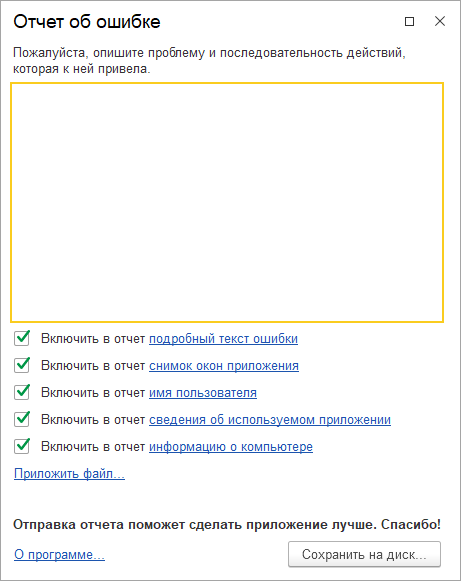 Отчет об ошибке
Пожалуйста, опишите проблему и последовательность действий,
которая к ней привела.
Включить в отчет подробный текст ошибки
Включить в отчет снимок окон приложения
Включить в отчет имя пользователя
Включить в отчет сведения об используемом приложении
Включить в отчет информацию о компьютере
Приложить файл...
Отправка отчета поможет сделать приложение лучше. Спасибо!
О программе...
Сохранить на диск...